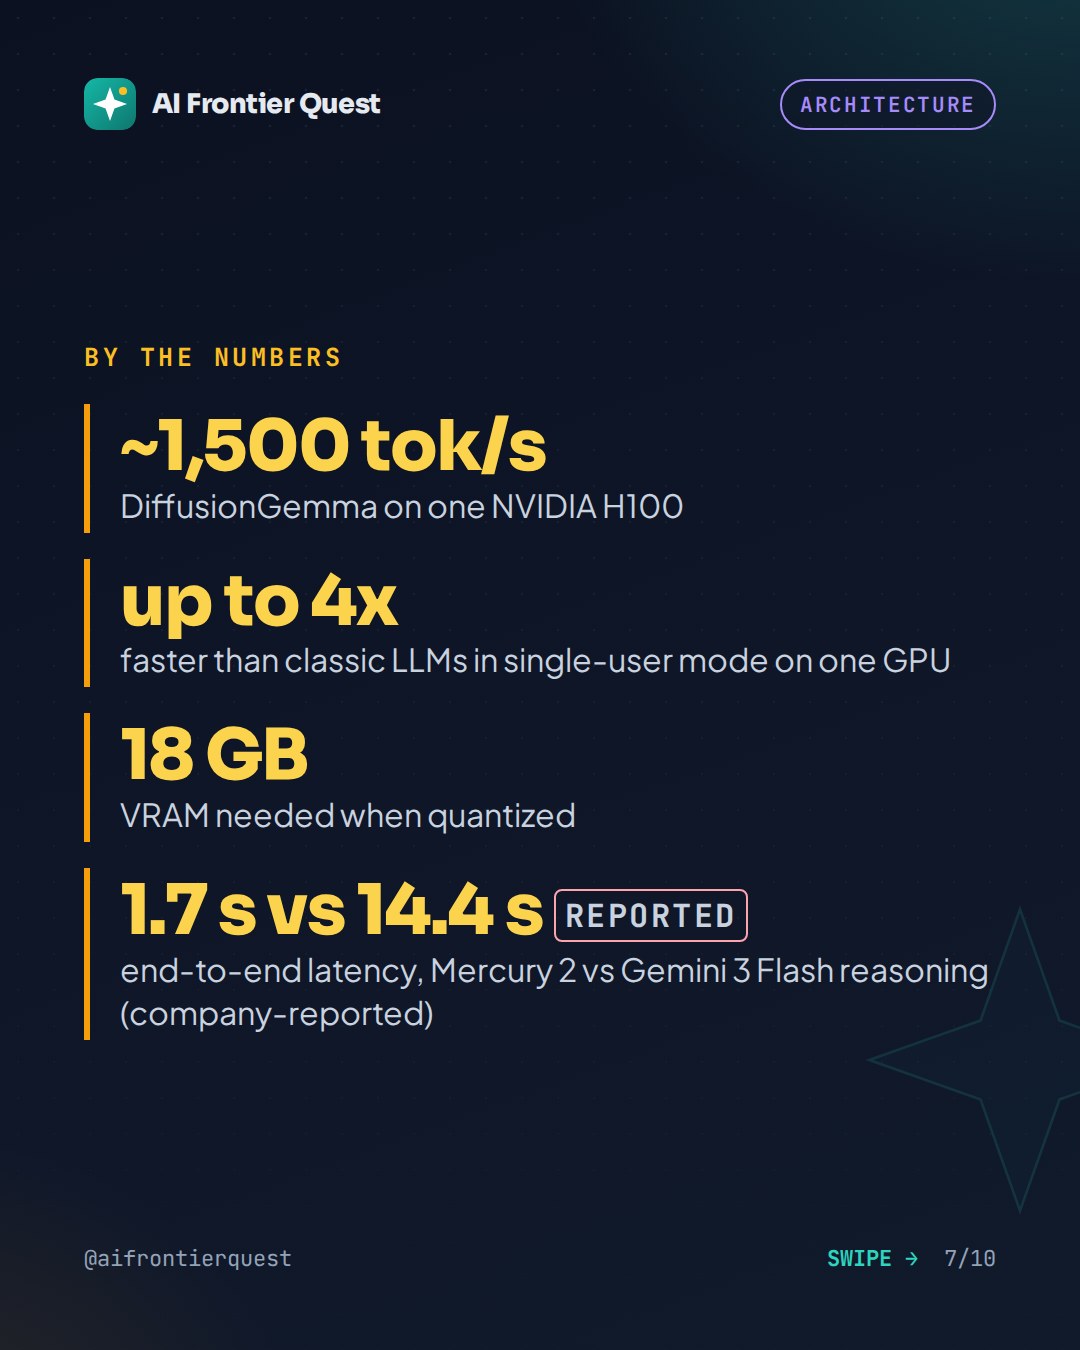 AI Frontier Quest
ARCHITECTURE
BY THE NUMBERS
~1,500 tok/s
DiffusionGemma on one NVIDIA H100
up to 4x
faster than classic LLMs in single-user mode on one GPU
18 GB
VRAM needed when quantized
1.7 s vs 14.4 s REPORTED
end-to-end latency, Mercury 2 vs Gemini 3 Flash reasoning
(company-reported)
@aifrontierquest
SWIPE → 7/10